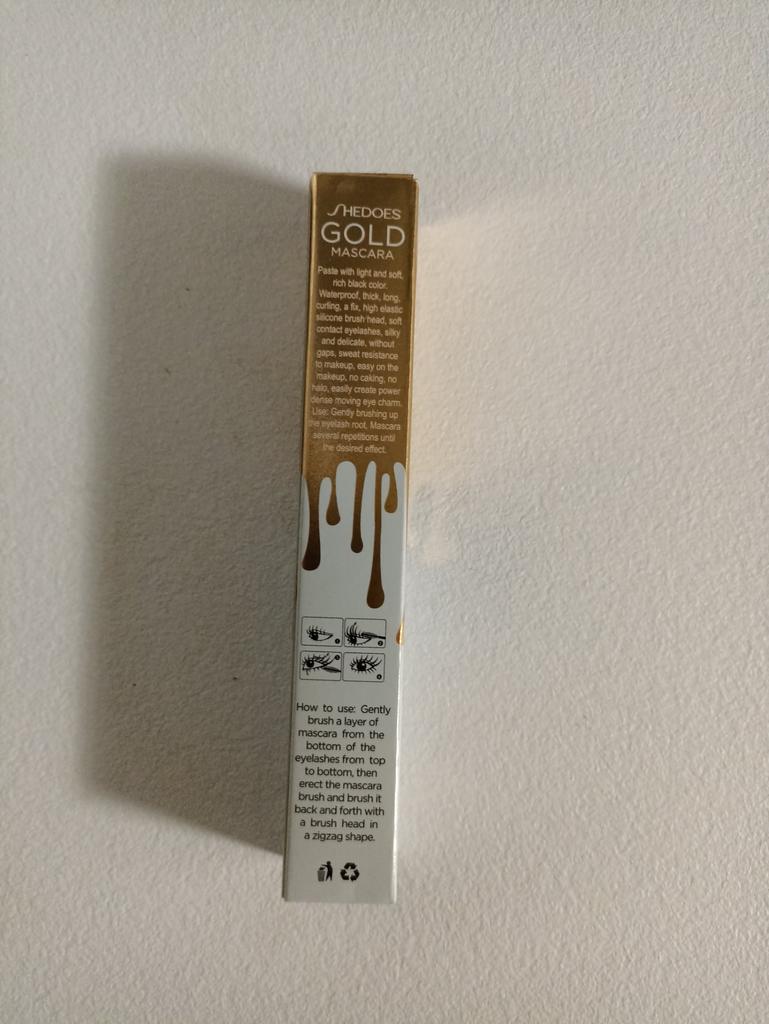 SHEDOES
GOLD
MASCARA
Paste with light and soft,
rich black color.
Waterproof, thick, long,
curling, a fix, high elastic
silicone brush head, soft
contact eyelashes, silky
and delicate, without
gaps, sweat resistance
to makeup, easy on the
makeup, no caking, no
halo, easily create power
dense moving eye charm.
Use: Gently brushing up
the eyelash root, Mascara
several repetitions until
the desired effect.
How to use: Gently
brush a layer of
mascara from the
bottom of the
eyelashes from top
to bottom, then
erect the mascara
brush and brush it
back and forth with
a brush head in
a zigzag shape.